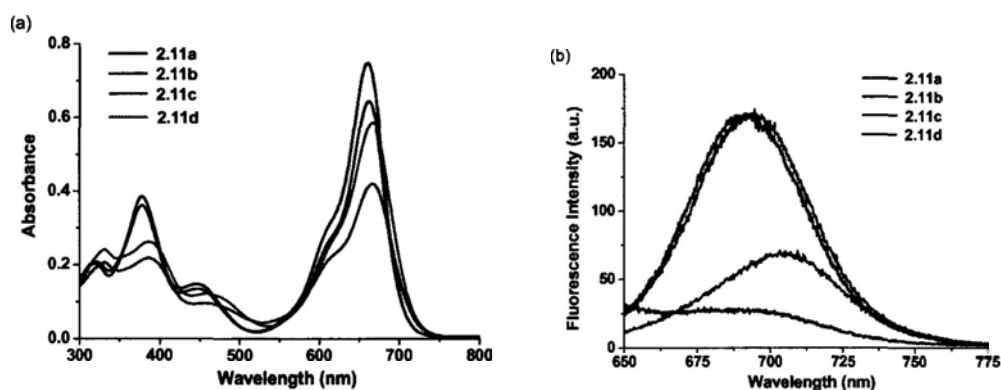 (a)
0.8
0.6
0.4
0.2
0.0
Absorbance
2.11a
2.11b
2.11c
2.11d
300 400 500 600 700 800
Wavelength (nm)
(b)
200
150
100
50
0
Fluorescence Intensity (a.u.)
2.11a
2.11b
2.11c
2.11d
650 675 700 725 750 775
Wavelength (nm)